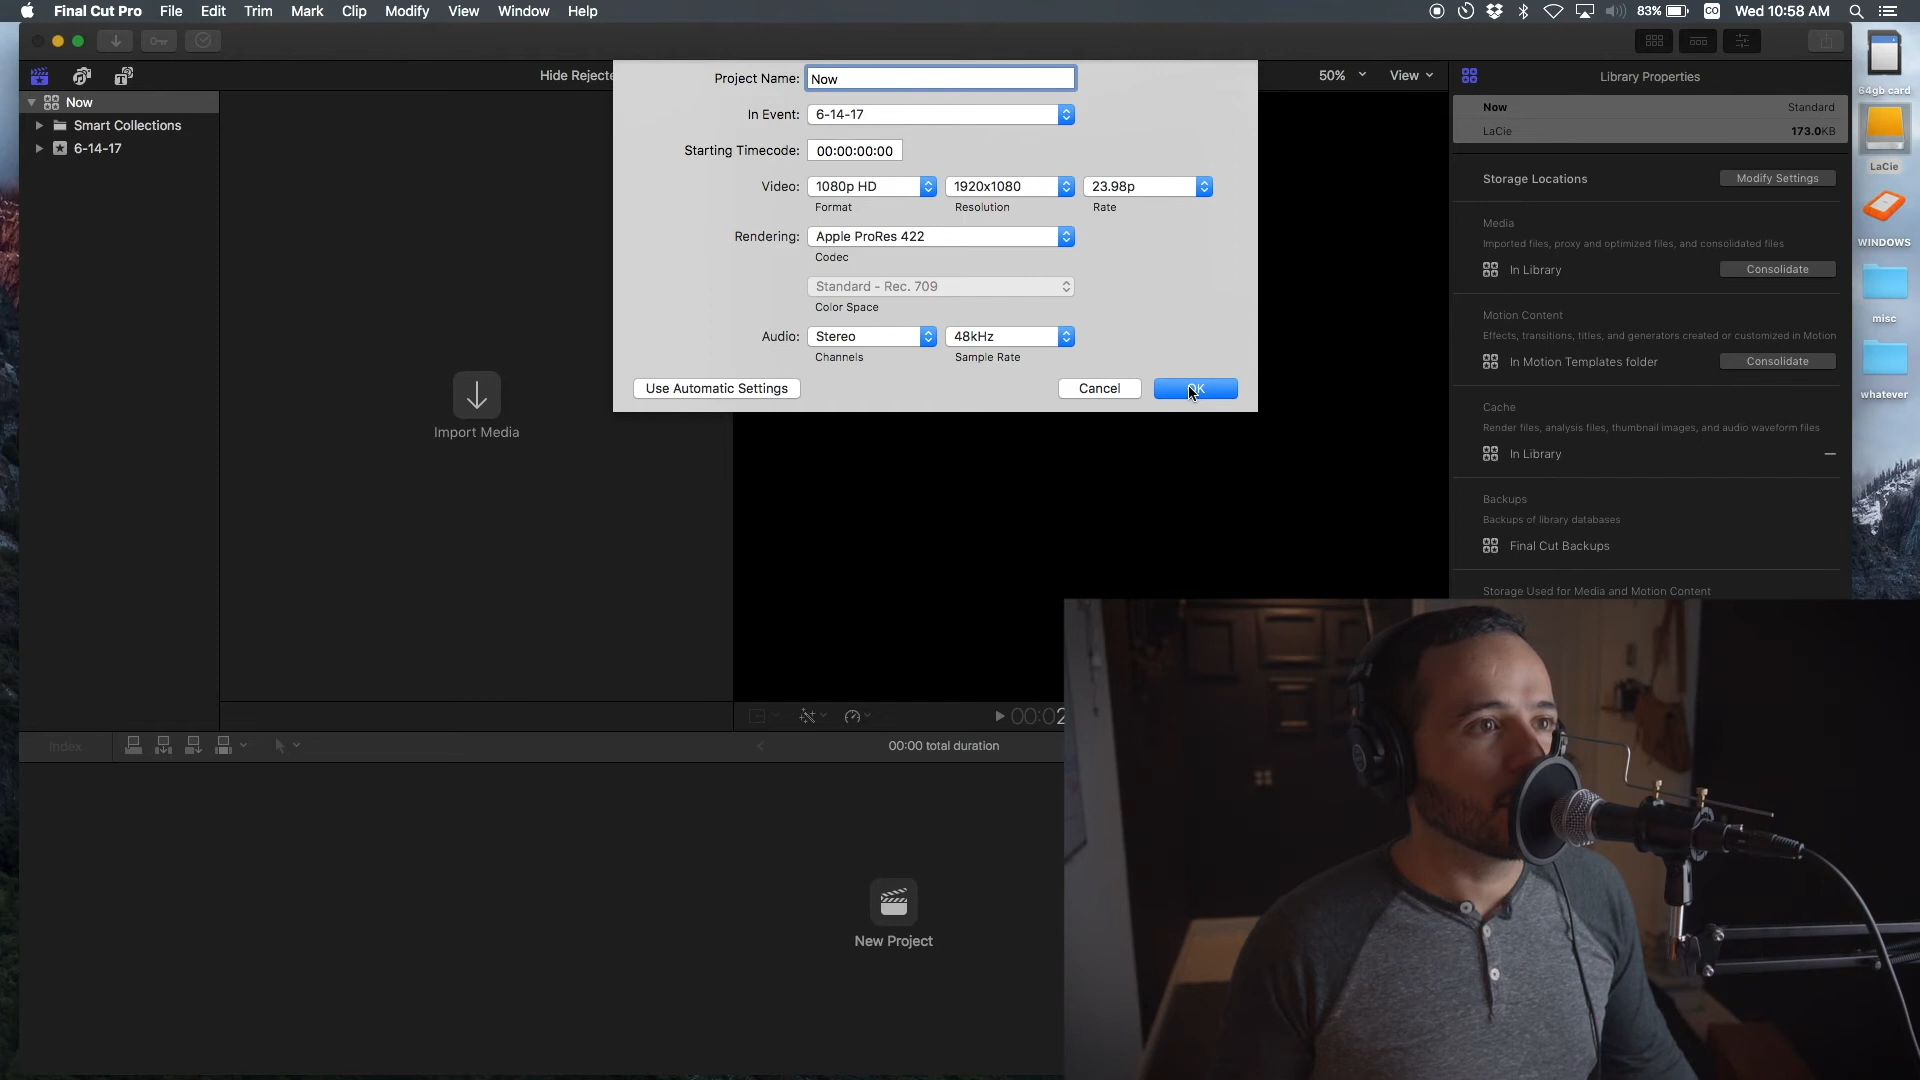 Final Cut Pro File Edit Trim Mark Clip Modify View Window Help 83% Wed 10:58 AM
Hide Rejecte
50% View
Library Properties
Now
Smart Collections
6-14-17
Import Media
Project Name: Now
In Event: 6-14-17
Starting Timecode: 00:00:00:00
Video: 1080p HD 1920x1080 23.98p
Format Resolution Rate
Rendering: Apple ProRes 422
Codec
Standard - Rec. 709
Color Space
Audio: Stereo 48kHz
Channels Sample Rate
Use Automatic Settings Cancel OK
Now Standard
LaCie 173.0KB
Storage Locations Modify Settings
Media
Imported files, proxy and optimized files, and consolidated files
In Library Consolidate
Motion Content
Effects, transitions, titles, and generators created or customized in Motion
In Motion Templates folder Consolidate
Cache
Render files, analysis files, thumbnail images, and audio waveform files
In Library
Backups
Backups of library databases
Final Cut Backups
Storage Used for Media and Motion Content
64gb card
LaCie
WINDOWS
misc
whatever
00:02
Index
00:00 total duration
New Project